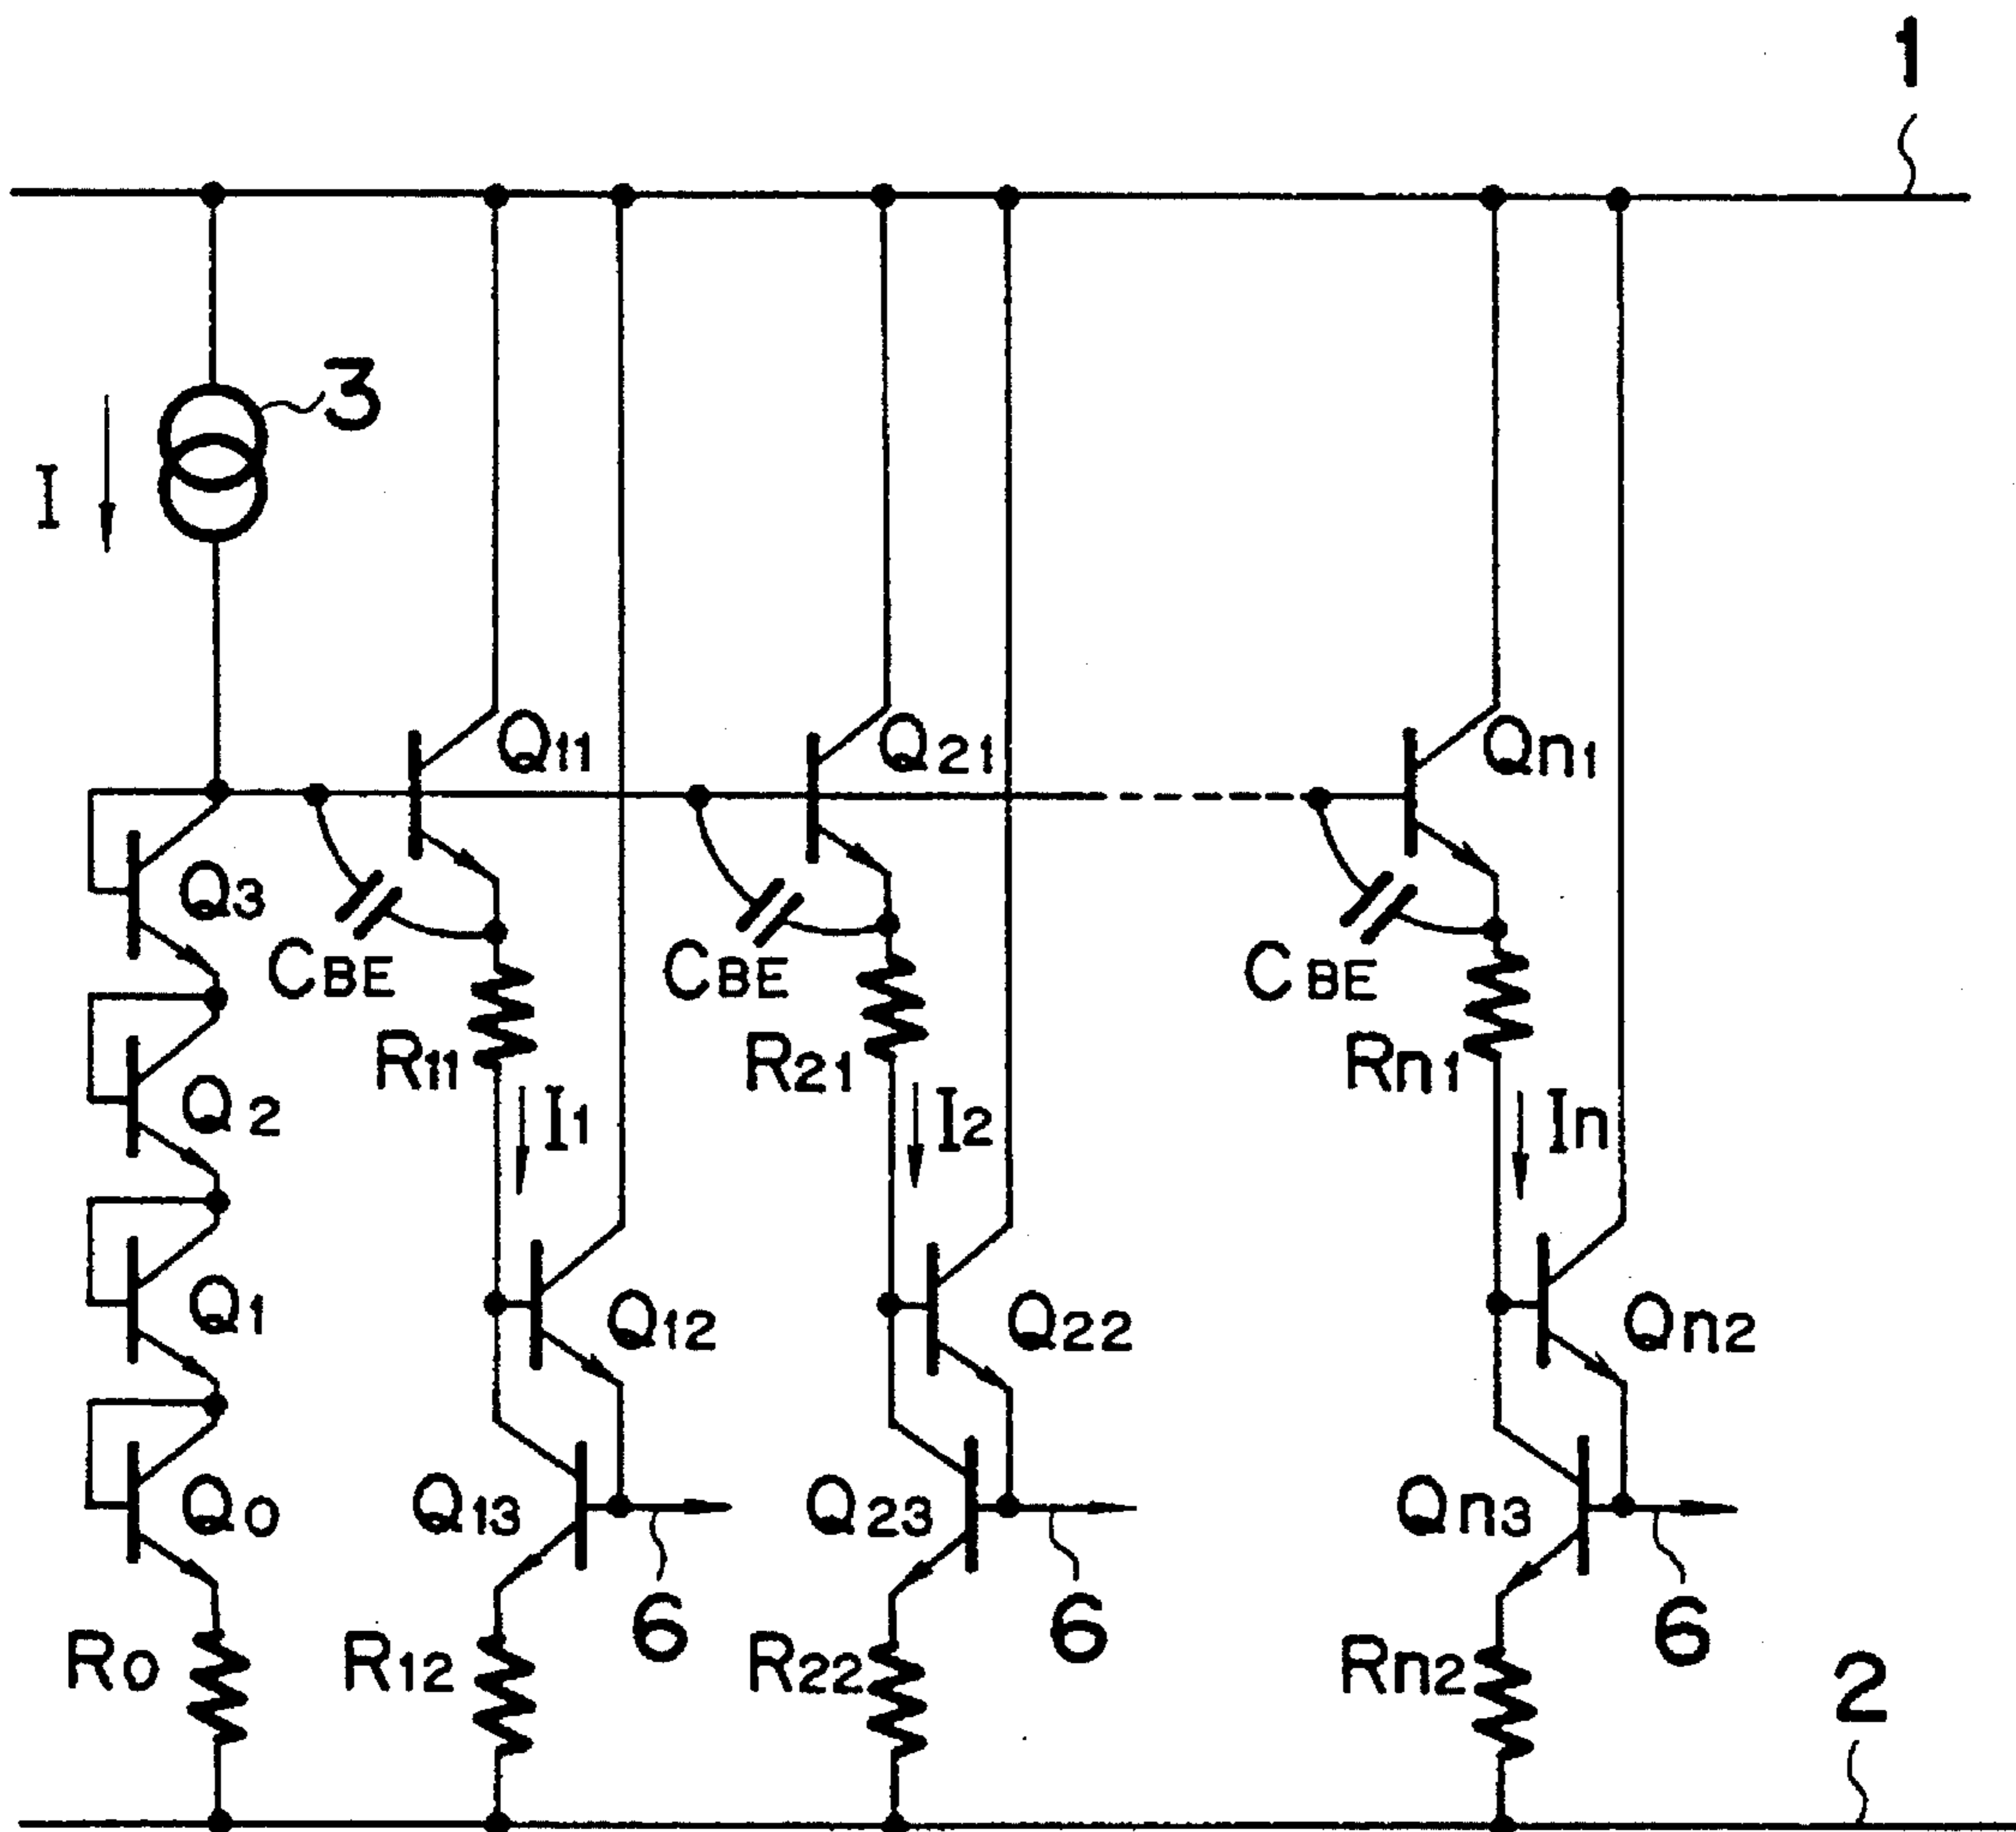 1
3
I
Q11
Q21
Qn1
Q3
CBE
CBE
CBE
R11
R21
Rn1
Q2
I1
I2
In
Q1
Q12
Q22
Qn2
Q0
Q13
Q23
Qn3
6
6
6
R0
R12
R22
Rn2
2